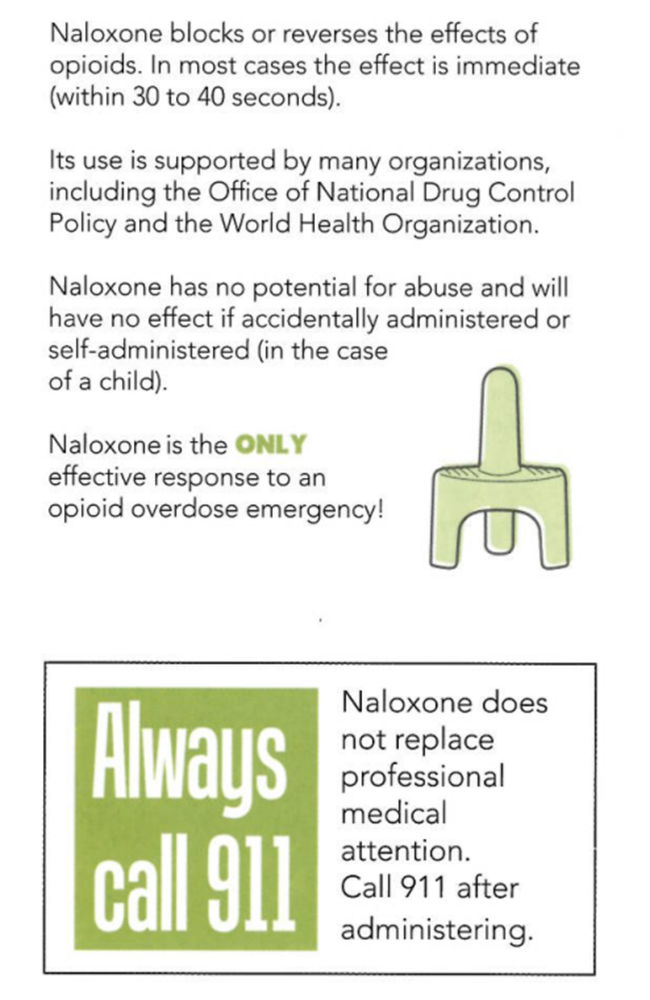 Naloxone blocks or reverses the effects of
opioids. In most cases the effect is immediate
(within 30 to 40 seconds).
Its use is supported by many organizations,
including the Office of National Drug Control
Policy and the World Health Organization.
Naloxone has no potential for abuse and will
have no effect if accidentally administered or
self-administered (in the case
of a child).
Naloxone is the ONLY
effective response to an
opioid overdose emergency!
Always
call 911
Naloxone does
not replace
professional
medical
attention.
Call 911 after
administering.